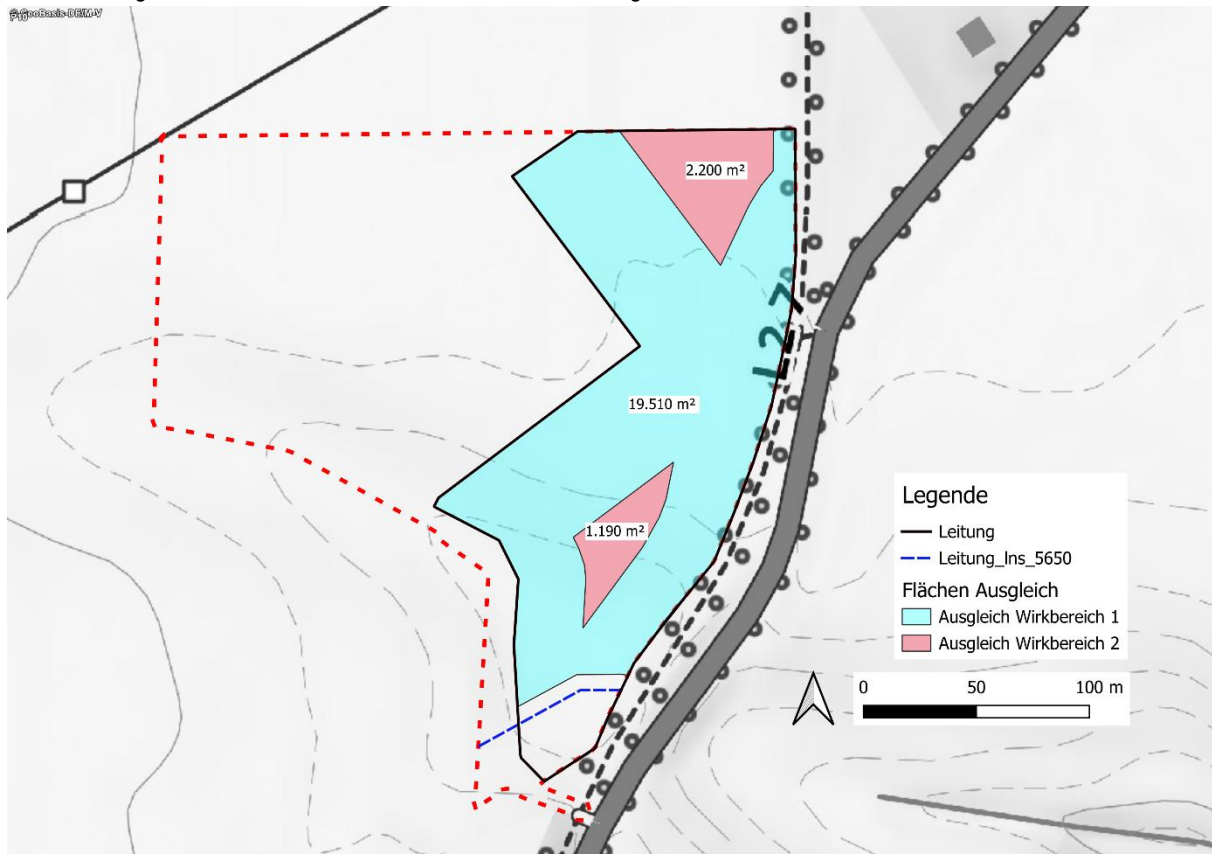 © GeoBasis-DE/M-V
2.200 m²
L27
19.510 m²
1.190 m²
Legende
Leitung
Leitung_lns_5650
Flächen Ausgleich
Ausgleich Wirkbereich 1
Ausgleich Wirkbereich 2
0 50 100 m